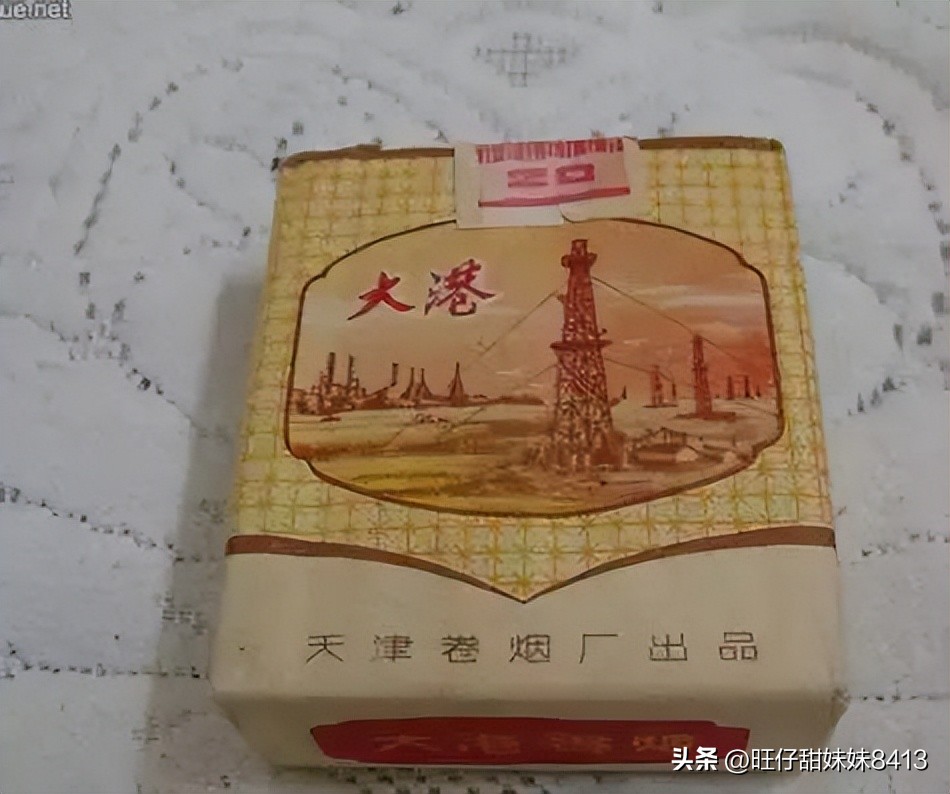 ue.net
大港
天津卷烟厂出品
大港香烟
头条 @旺仔甜妹妹8413